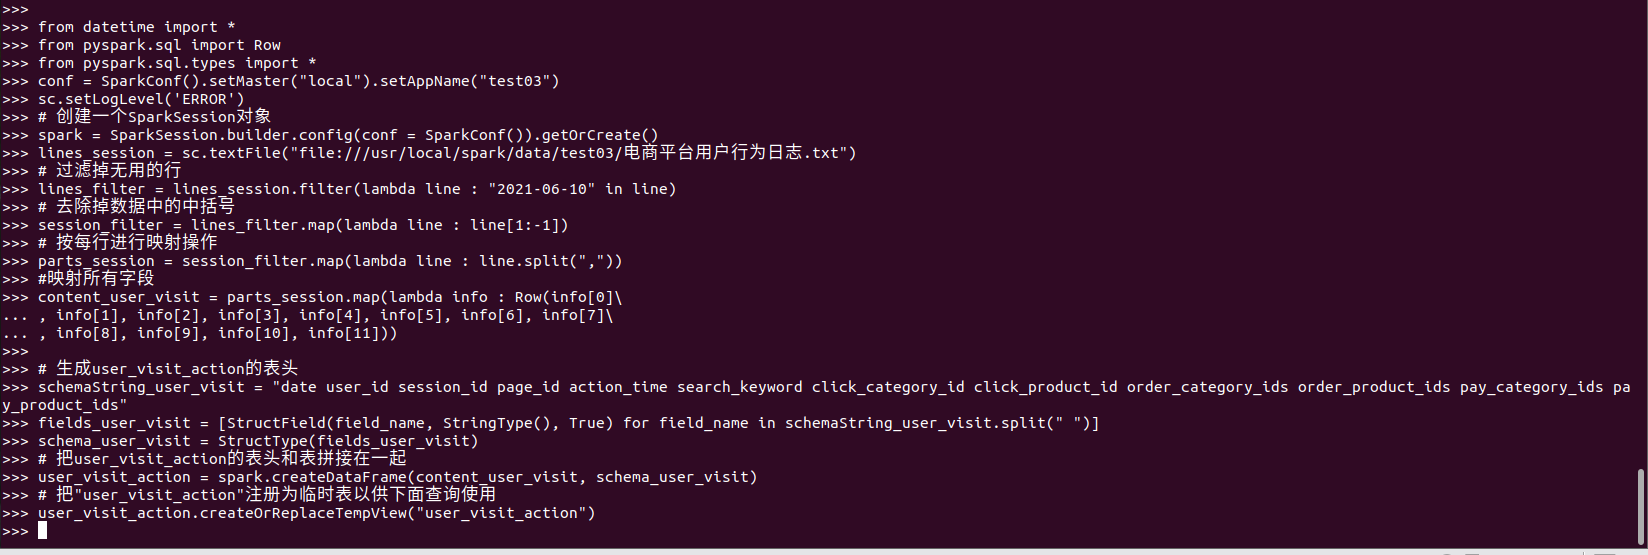 >>>
>>> from datetime import *
>>> from pyspark.sql import Row
>>> from pyspark.sql.types import *
>>> conf = SparkConf().setMaster("local").setAppName("test03")
>>> sc.setLogLevel('ERROR')
>>> # 创建一个SparkSession对象
>>> spark = SparkSession.builder.config(conf = SparkConf()).getOrCreate()
>>> lines_session = sc.textFile("file:///usr/local/spark/data/test03/电商平台用户行为日志.txt")
>>> # 过滤掉无用的行
>>> lines_filter = lines_session.filter(lambda line : "2021-06-10" in line)
>>> # 去除掉数据中的中括号
>>> session_filter = lines_filter.map(lambda line : line[1:-1])
>>> # 按每行进行映射操作
>>> parts_session = session_filter.map(lambda line : line.split(","))
>>> #映射所有字段
>>> content_user_visit = parts_session.map(lambda info : Row(info[0]\
... , info[1], info[2], info[3], info[4], info[5], info[6], info[7]\
... , info[8], info[9], info[10], info[11]))
>>>
>>> # 生成user_visit_action的表头
>>> schemaString_user_visit = "date user_id session_id page_id action_time search_keyword click_category_id click_product_id order_category_ids order_product_ids pay_category_ids pa
y_product_ids"
>>> fields_user_visit = [StructField(field_name, StringType(), True) for field_name in schemaString_user_visit.split(" ")]
>>> schema_user_visit = StructType(fields_user_visit)
>>> # 把user_visit_action的表头和表拼接在一起
>>> user_visit_action = spark.createDataFrame(content_user_visit, schema_user_visit)
>>> # 把"user_visit_action"注册为临时表以供下面查询使用
>>> user_visit_action.createOrReplaceTempView("user_visit_action")
>>>